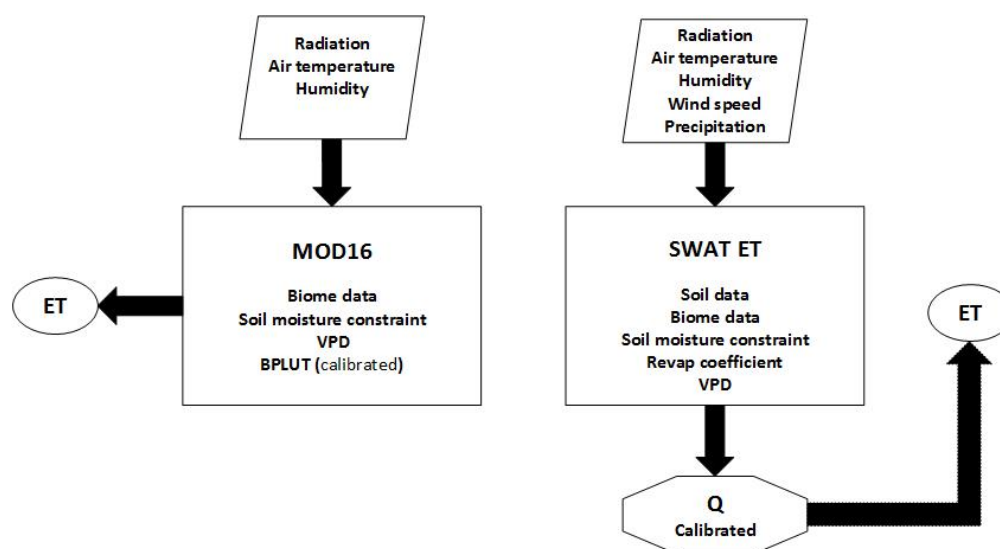 Radiation
Air temperature
Humidity
MOD16
Biome data
Soil moisture constraint
VPD
BPLUT (calibrated)
ET
Radiation
Air temperature
Humidity
Wind speed
Precipitation
SWAT ET
Soil data
Biome data
Soil moisture constraint
Revap coefficient
VPD
Q
Calibrated
ET